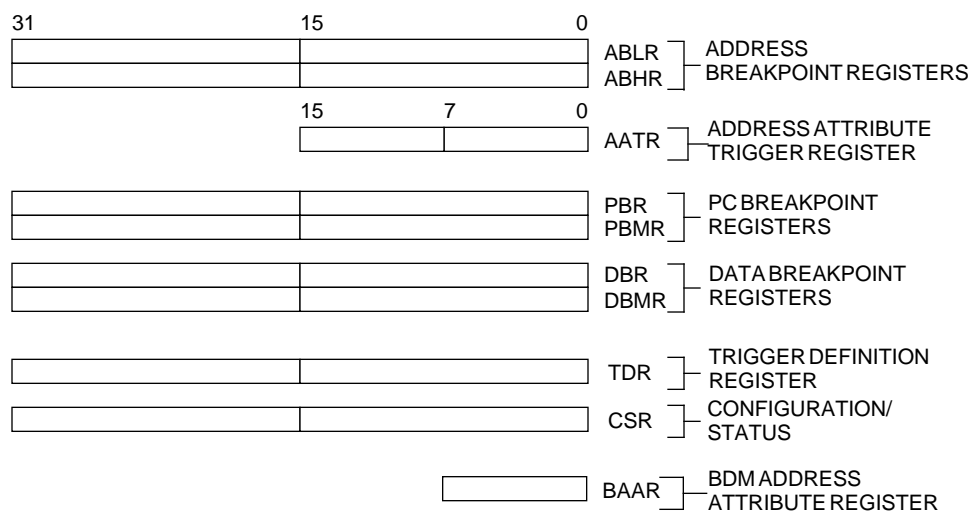 31 15 0
ABLR ADDRESS
ABHR BREAKPOINT REGISTERS
15 7 0
AATR ADDRESS ATTRIBUTE
TRIGGER REGISTER
PBR PC BREAKPOINT
PBMR REGISTERS
DBR DATA BREAKPOINT
DBMR REGISTERS
TRIGGER DEFINITION
TDR REGISTER
CONFIGURATION/
CSR STATUS
BDM ADDRESS
BAAR ATTRIBUTE REGISTER